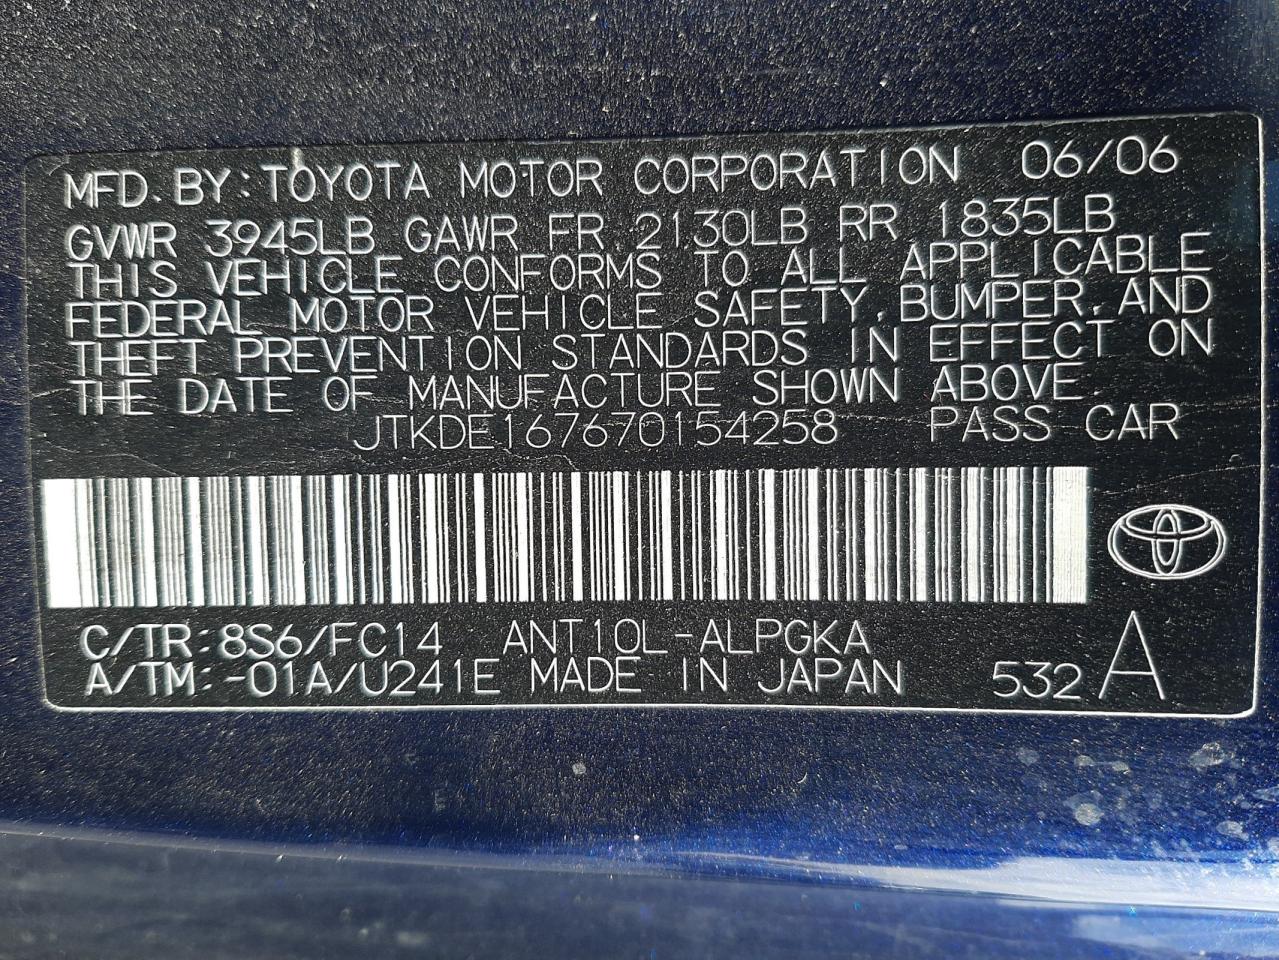 MFD. BY: TOYOTA MOTOR CORPORATION 06/06
GVWR 3945LB GAWR FR 2130LB RR 1835LB
THIS VEHICLE CONFORMS TO ALL APPLICABLE
FEDERAL MOTOR VEHICLE SAFETY, BUMPER, AND
THEFT PREVENTION STANDARDS IN EFFECT ON
THE DATE OF MANUFACTURE SHOWN ABOVE.
JTKDE167670154258 PASS CAR
C/TR: 8S6/FC14 ANT10L-ALPGKA
A/TM: -01A/U241E MADE IN JAPAN 532 A